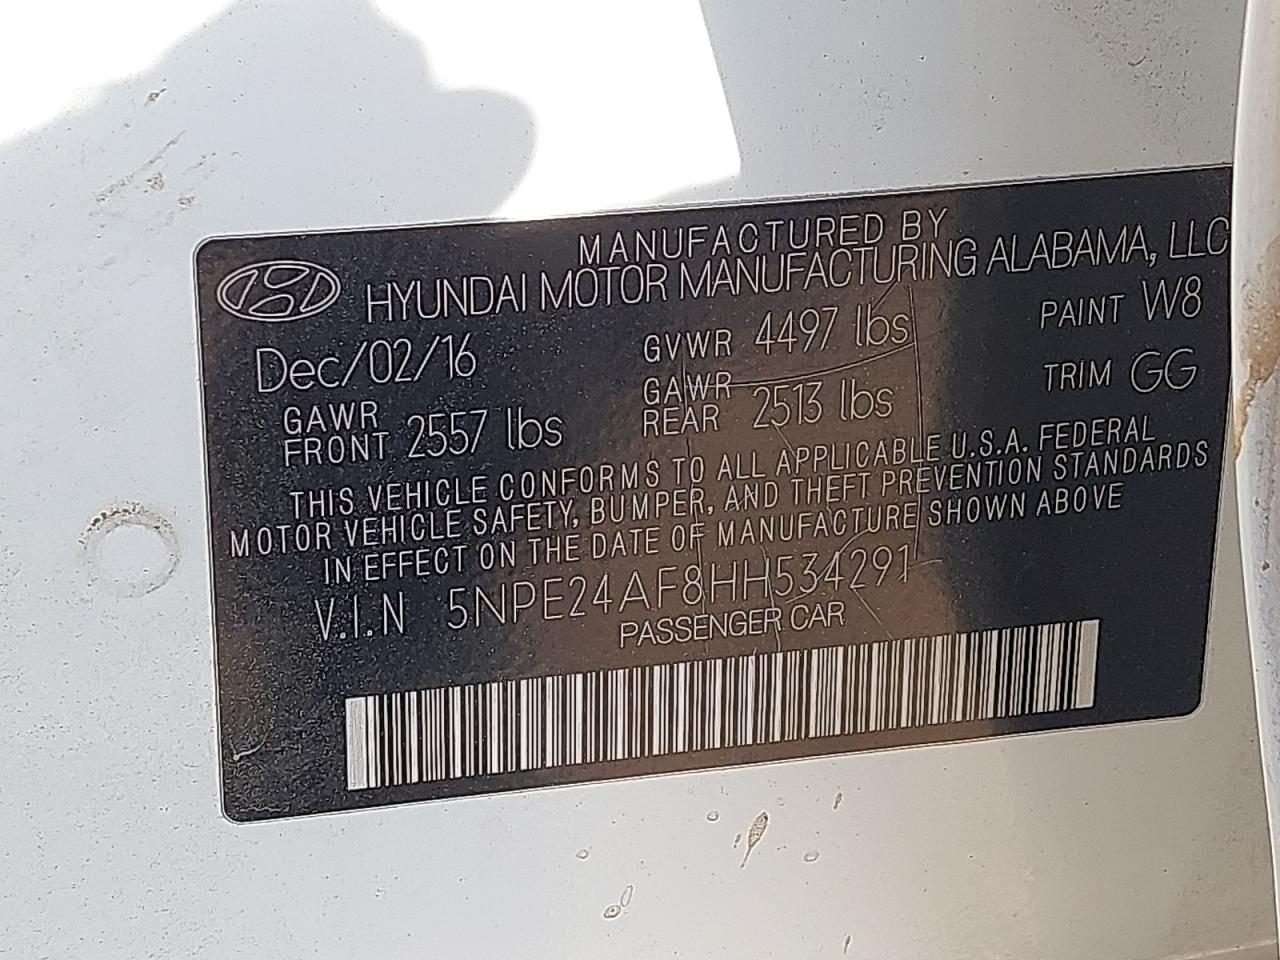 MANUFACTURED BY
HYUNDAI MOTOR MANUFACTURING ALABAMA, LLC
Dec/02/16 GVWR 4497 lbs PAINT W8
GAWR FRONT 2557 lbs GAWR REAR 2513 lbs TRIM GG
THIS VEHICLE CONFORMS TO ALL APPLICABLE U.S.A. FEDERAL
MOTOR VEHICLE SAFETY, BUMPER, AND THEFT PREVENTION STANDARDS
IN EFFECT ON THE DATE OF MANUFACTURE SHOWN ABOVE
V.I.N 5NPE24AF8HH534291
PASSENGER CAR